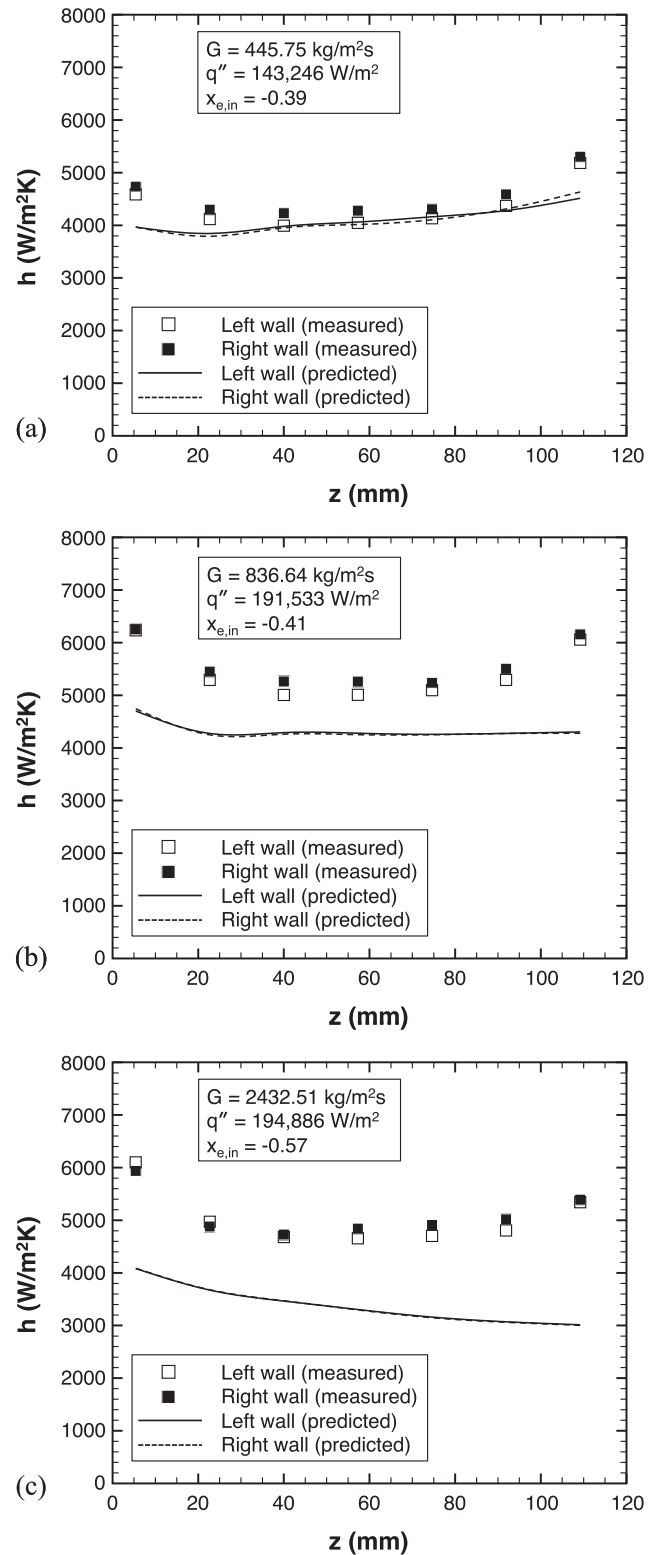 8000
7000
6000
5000
4000
3000
2000
1000
0
h (W/m²K)
G = 445.75 kg/m²s
q″ = 143,246 W/m²
xₑ,ᵢₙ = -0.39
Left wall (measured)
Right wall (measured)
Left wall (predicted)
Right wall (predicted)
(a)
0 20 40 60 80 100 120
z (mm)
8000
7000
6000
5000
4000
3000
2000
1000
0
h (W/m²K)
G = 836.64 kg/m²s
q″ = 191,533 W/m²
xₑ,ᵢₙ = -0.41
Left wall (measured)
Right wall (measured)
Left wall (predicted)
Right wall (predicted)
(b)
0 20 40 60 80 100 120
z (mm)
8000
7000
6000
5000
4000
3000
2000
1000
0
h (W/m²K)
G = 2432.51 kg/m²s
q″ = 194,886 W/m²
xₑ,ᵢₙ = -0.57
Left wall (measured)
Right wall (measured)
Left wall (predicted)
Right wall (predicted)
(c)
0 20 40 60 80 100 120
z (mm)